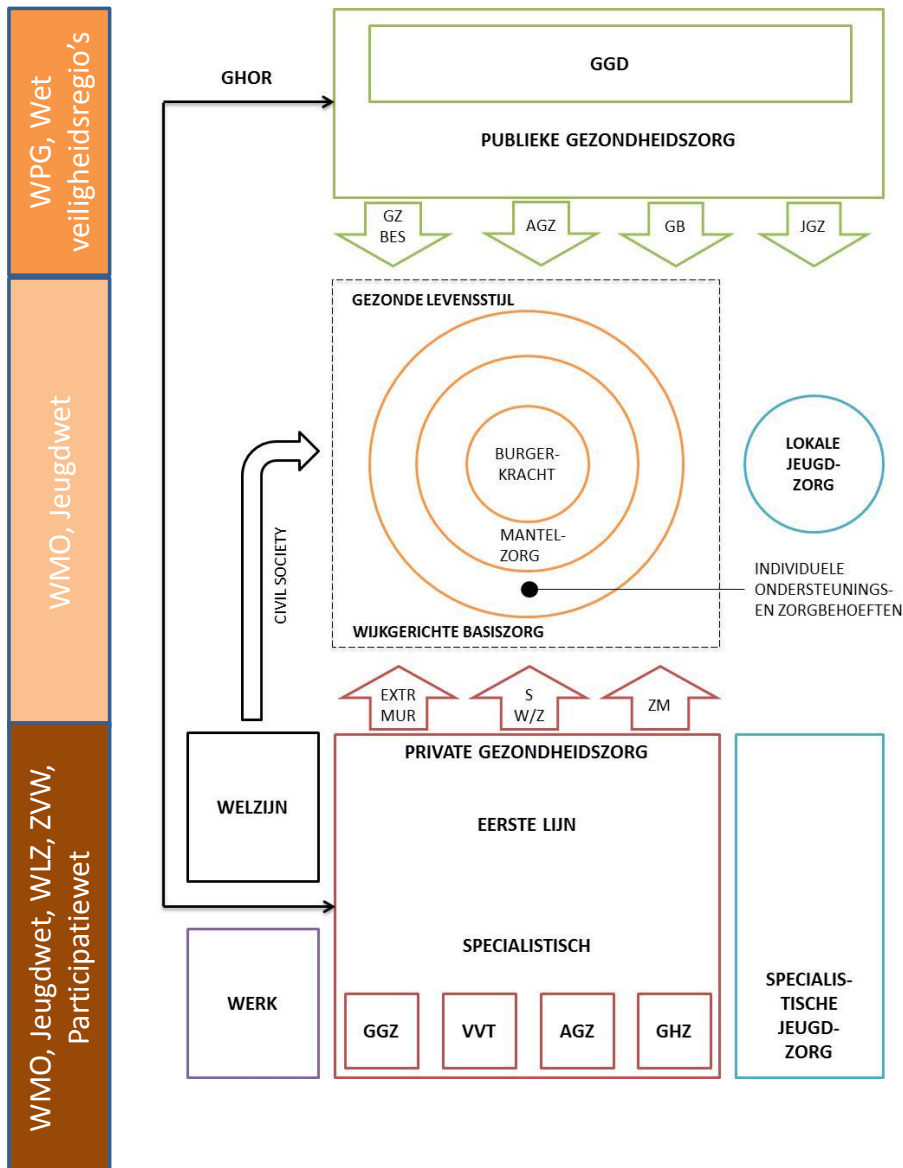 WPG, Wet
veiligheidsregio's
GHOR
GGD
PUBLIEKE GEZONDHEIDSZORG
GZ
BES
AGZ
GB
JGZ
WMO, Jeugdwet
GEZONDE LEVENSSTIJL
BURGER-
KRACHT
MANTEL-
ZORG
WIJKGERICHTE BASISZORG
CIVIL SOCIETY
LOKALE
JEUGD-
ZORG
INDIVIDUELE
ONDERSTEUNINGS-
EN ZORGBEHOEFTEN
EXTR
MUR
S
W/Z
ZM
WMO, Jeugdwet, WLZ, ZVW,
Participatiewet
WELZIJN
WERK
PRIVATE GEZONDHEIDSZORG
EERSTE LIJN
SPECIALISTISCH
GGZ
VVT
AGZ
GHZ
SPECIALIS-
TISCHE
JEUGD-
ZORG